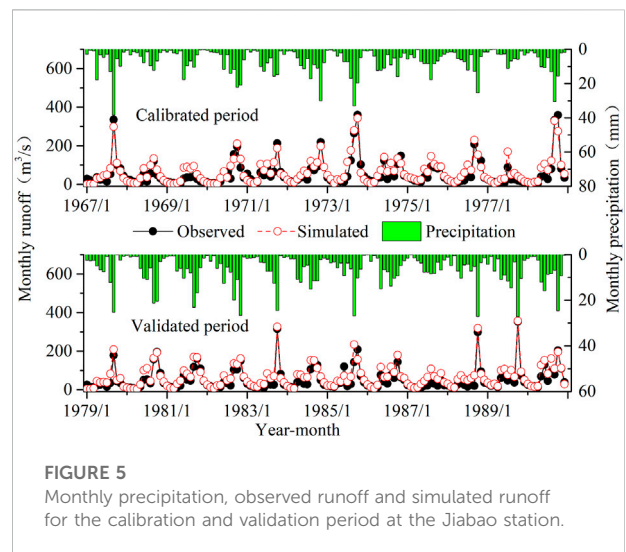 600
400
200
0
Calibrated period
0
20
40
60
80
1967/1 1969/1 1971/1 1973/1 1975/1 1977/1
Monthly runoff（m³/s）
Monthly precipitation（mm）
Observed Simulated Precipitation
600
400
200
0
Validated period
0
20
40
60
1979/1 1981/1 1983/1 1985/1 1987/1 1989/1
Year-month
FIGURE 5
Monthly precipitation, observed runoff and simulated runoff
for the calibration and validation period at the Jiabao station.